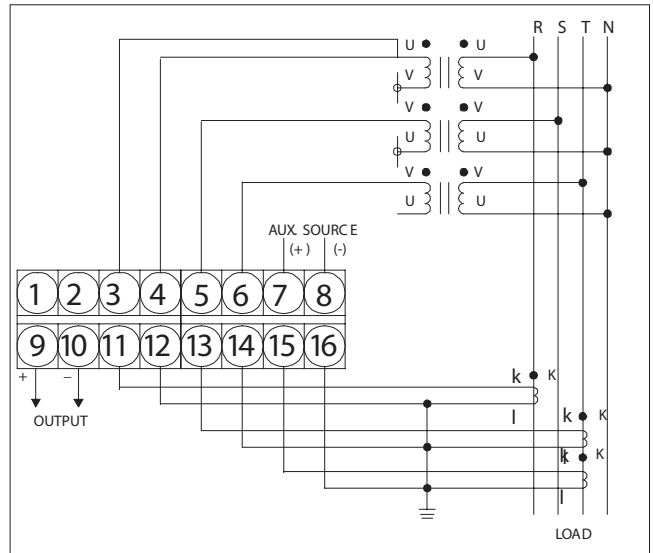 R S T N
U U
V V
V V
U U
V V
U U
AUX. SOURCE
(+) (-)
1 2 3 4 5 6 7 8
9 10 11 12 13 14 15 16
+ −
OUTPUT
k K
l
k K
k K
l
LOAD